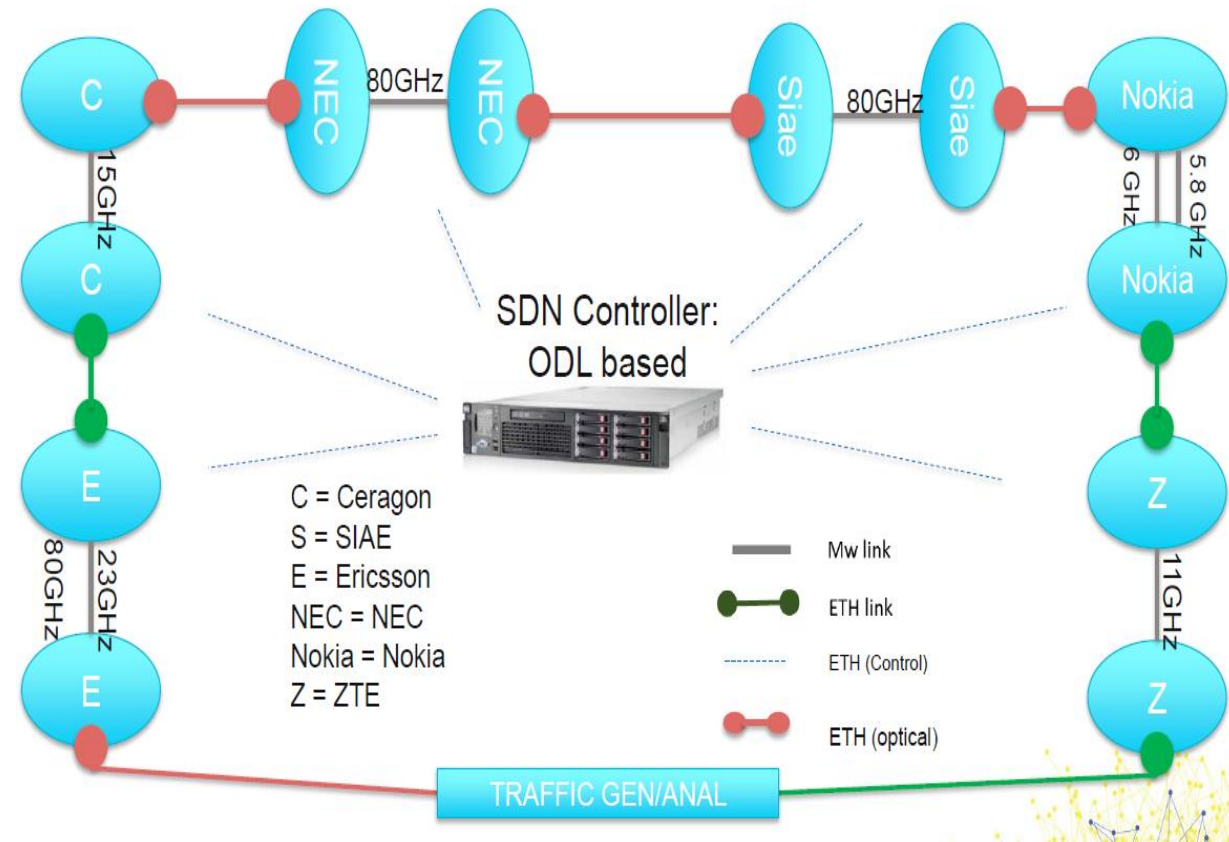 C
NEC
80GHz
NEC
Siae
80GHz
Siae
Nokia
15GHz
6 GHz
5.8 GHz
C
Nokia
SDN Controller:
ODL based
E
Z
80GHz
23GHz
11GHz
C = Ceragon
S = SIAE
E = Ericsson
NEC = NEC
Nokia = Nokia
Z = ZTE
Mw link
ETH link
ETH (Control)
ETH (optical)
E
Z
TRAFFIC GEN/ANAL